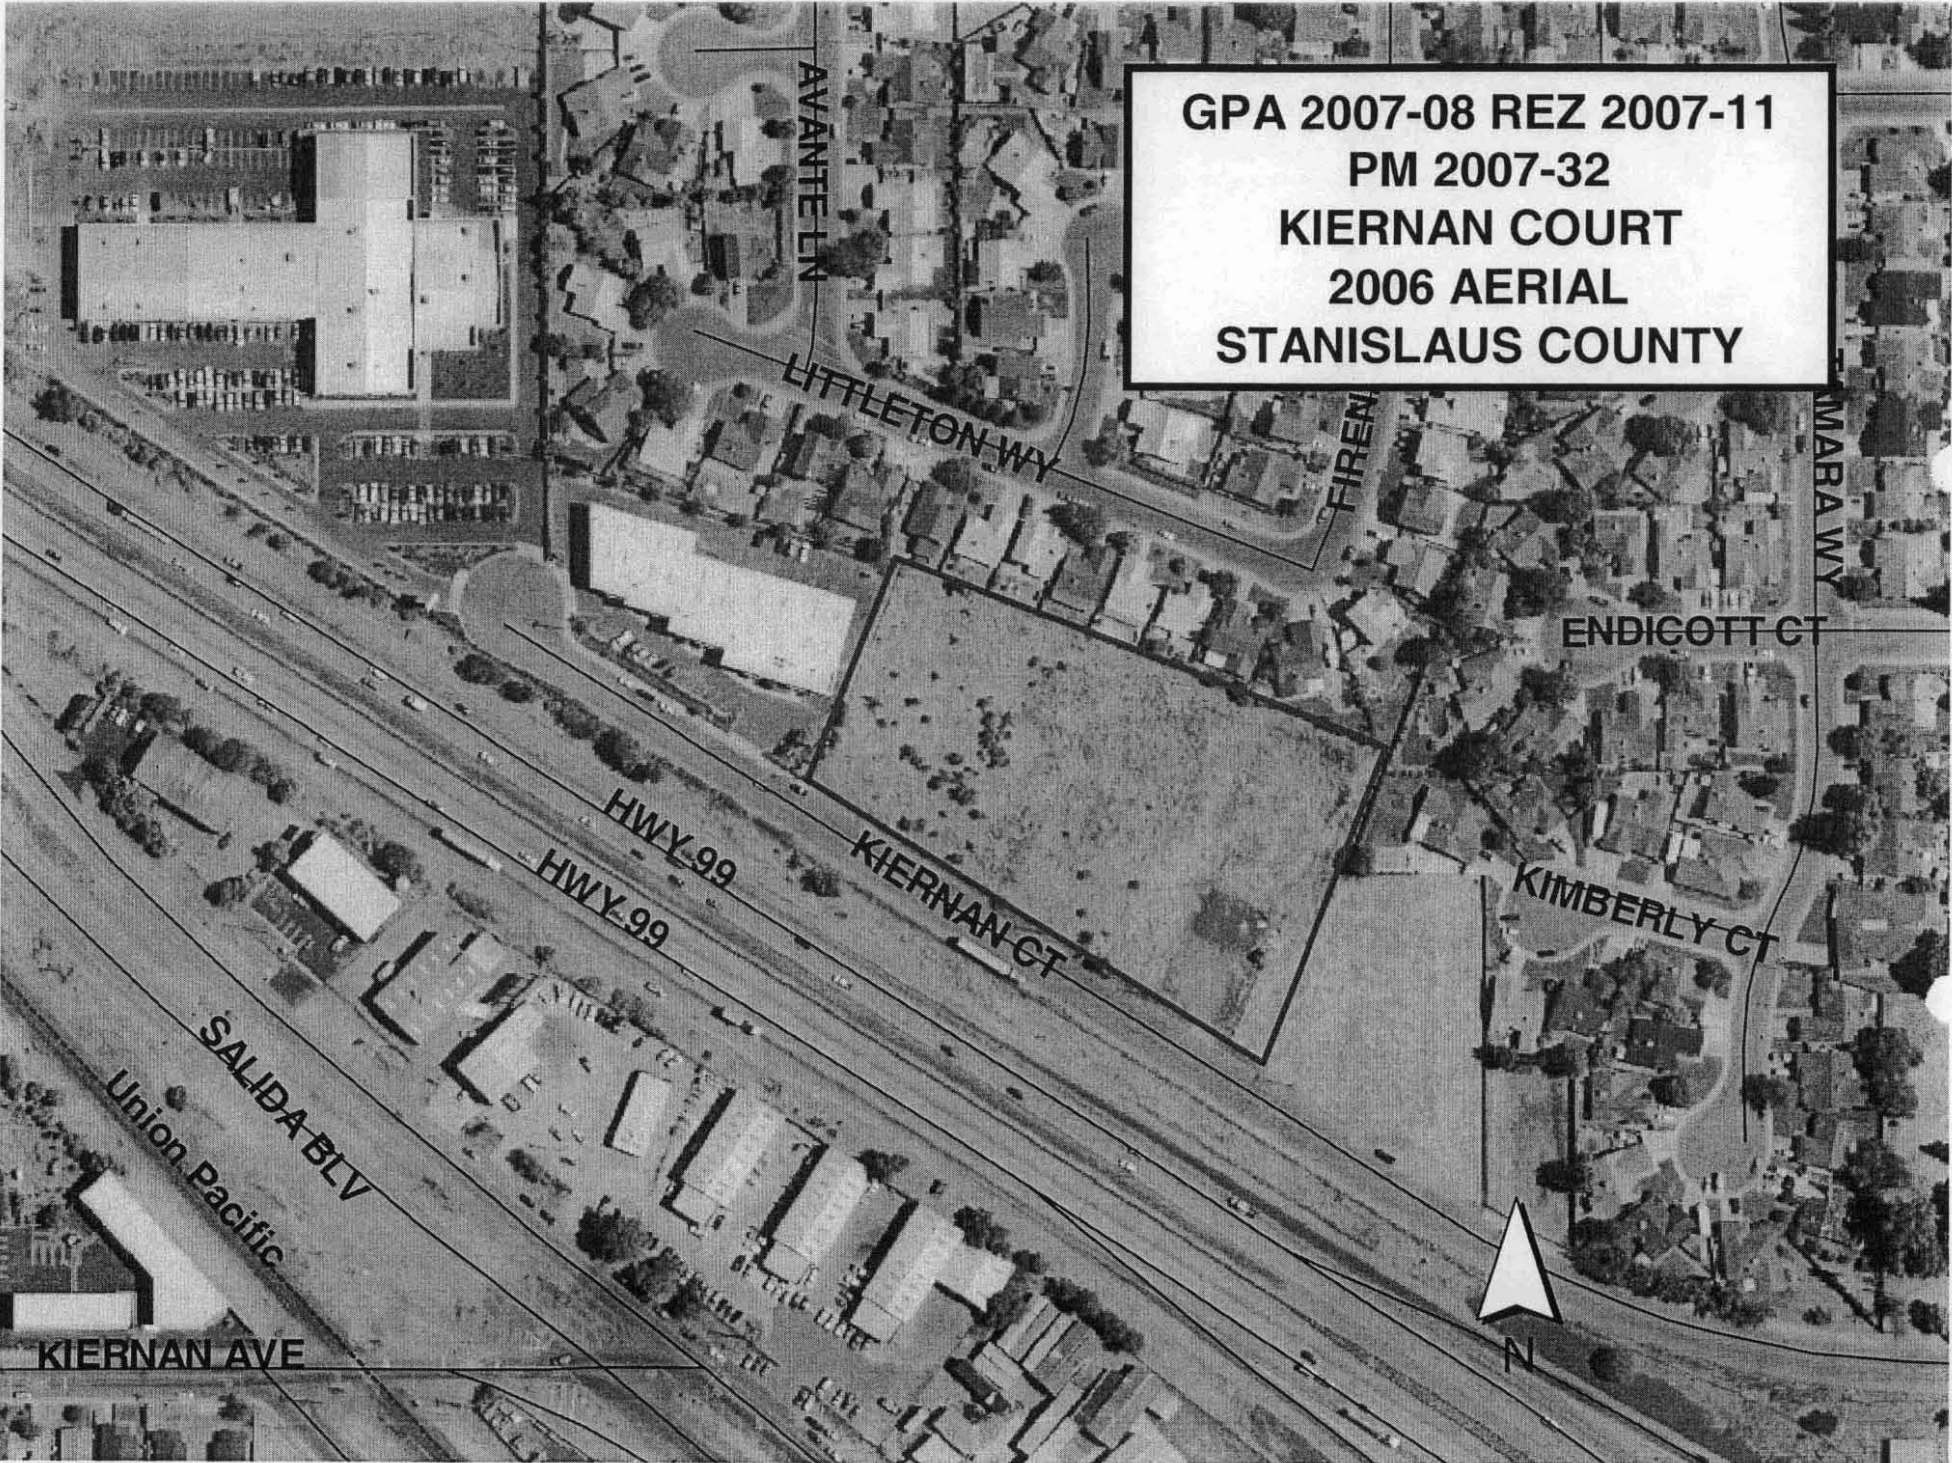 GPA 2007-08 REZ 2007-11
PM 2007-32
KIERNAN COURT
2006 AERIAL
STANISLAUS COUNTY
AVANTE LN
LITTLETON WY
FIREN
MARA WY
ENDICOTT CT
KIMBERLY CT
HWY 99
HWY 99
KIERNAN CT
SALIDA BLV
Union Pacific
KIERNAN AVE
N